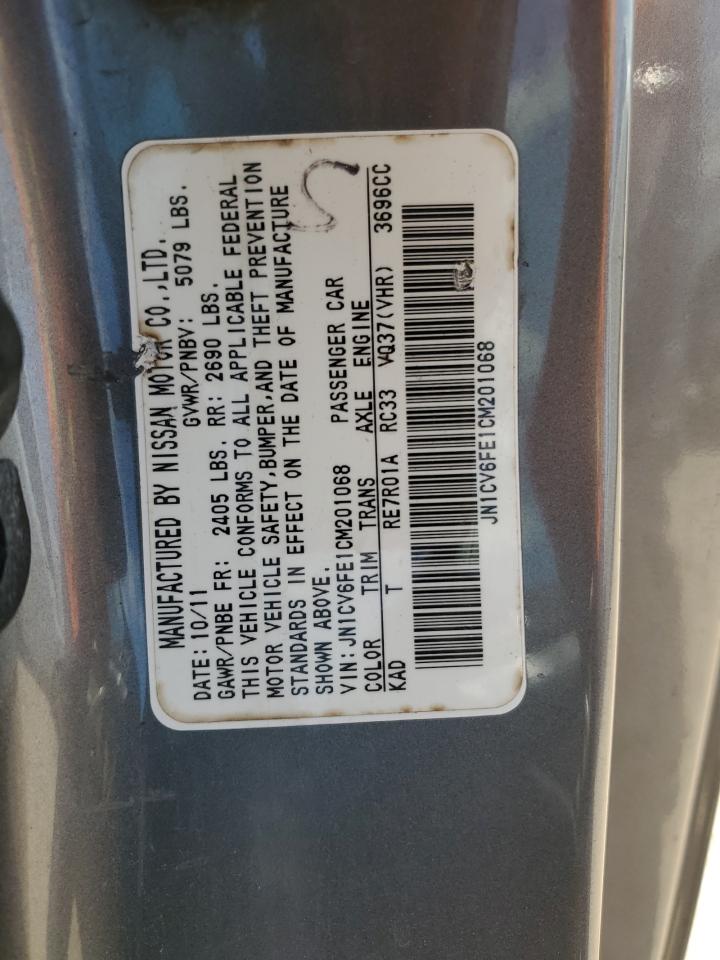 MANUFACTURED BY NISSAN MOTOR CO.,LTD.
DATE: 10/11 GVWR/PNBV: 5079 LBS.
GAWR/PNBE FR: 2405 LBS. RR: 2690 LBS.
THIS VEHICLE CONFORMS TO ALL APPLICABLE FEDERAL
MOTOR VEHICLE SAFETY,BUMPER,AND THEFT PREVENTION
STANDARDS IN EFFECT ON THE DATE OF MANUFACTURE
SHOWN ABOVE.
VIN:JN1CV6FE1CM201068 PASSENGER CAR
COLOR TRIM TRANS AXLE ENGINE
KAD T RE7R01A RC33 VQ37(VHR) 3696CC
JN1CV6FE1CM201068